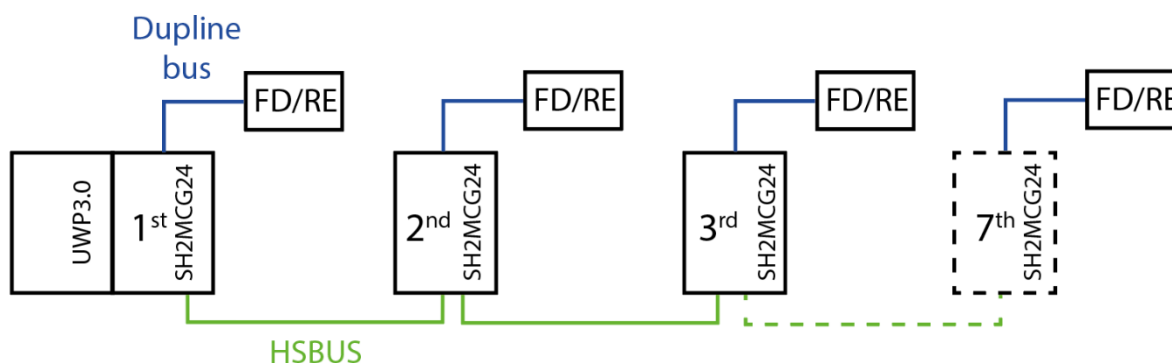 Dupline
bus
FD/RE
FD/RE
FD/RE
FD/RE
UWP3.0
1st
SH2MCG24
2nd
SH2MCG24
3rd
SH2MCG24
7th
SH2MCG24
HSBUS